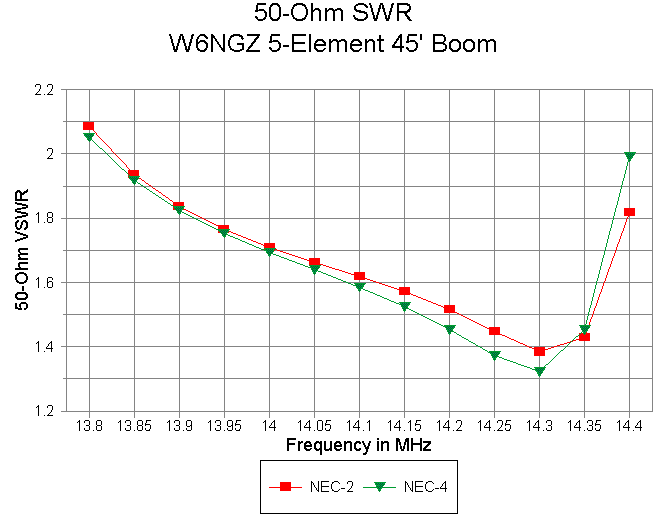 50-Ohm SWR
W6NGZ 5-Element 45' Boom
2.2
2
1.8
1.6
1.4
1.2
50-Ohm VSWR
13.8 13.85 13.9 13.95 14 14.05 14.1 14.15 14.2 14.25 14.3 14.35 14.4
Frequency in MHz
NEC-2 NEC-4